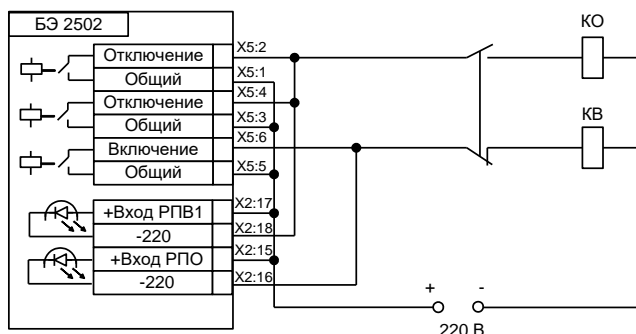 БЭ 2502
КО
Отключение X5:2
Общий X5:1
Отключение X5:4
Общий X5:3
КВ
Включение X5:6
Общий X5:5
+Вход РПВ1 X2:17
-220 X2:18
+Вход РПО X2:15
-220 X2:16
+ -
220 В